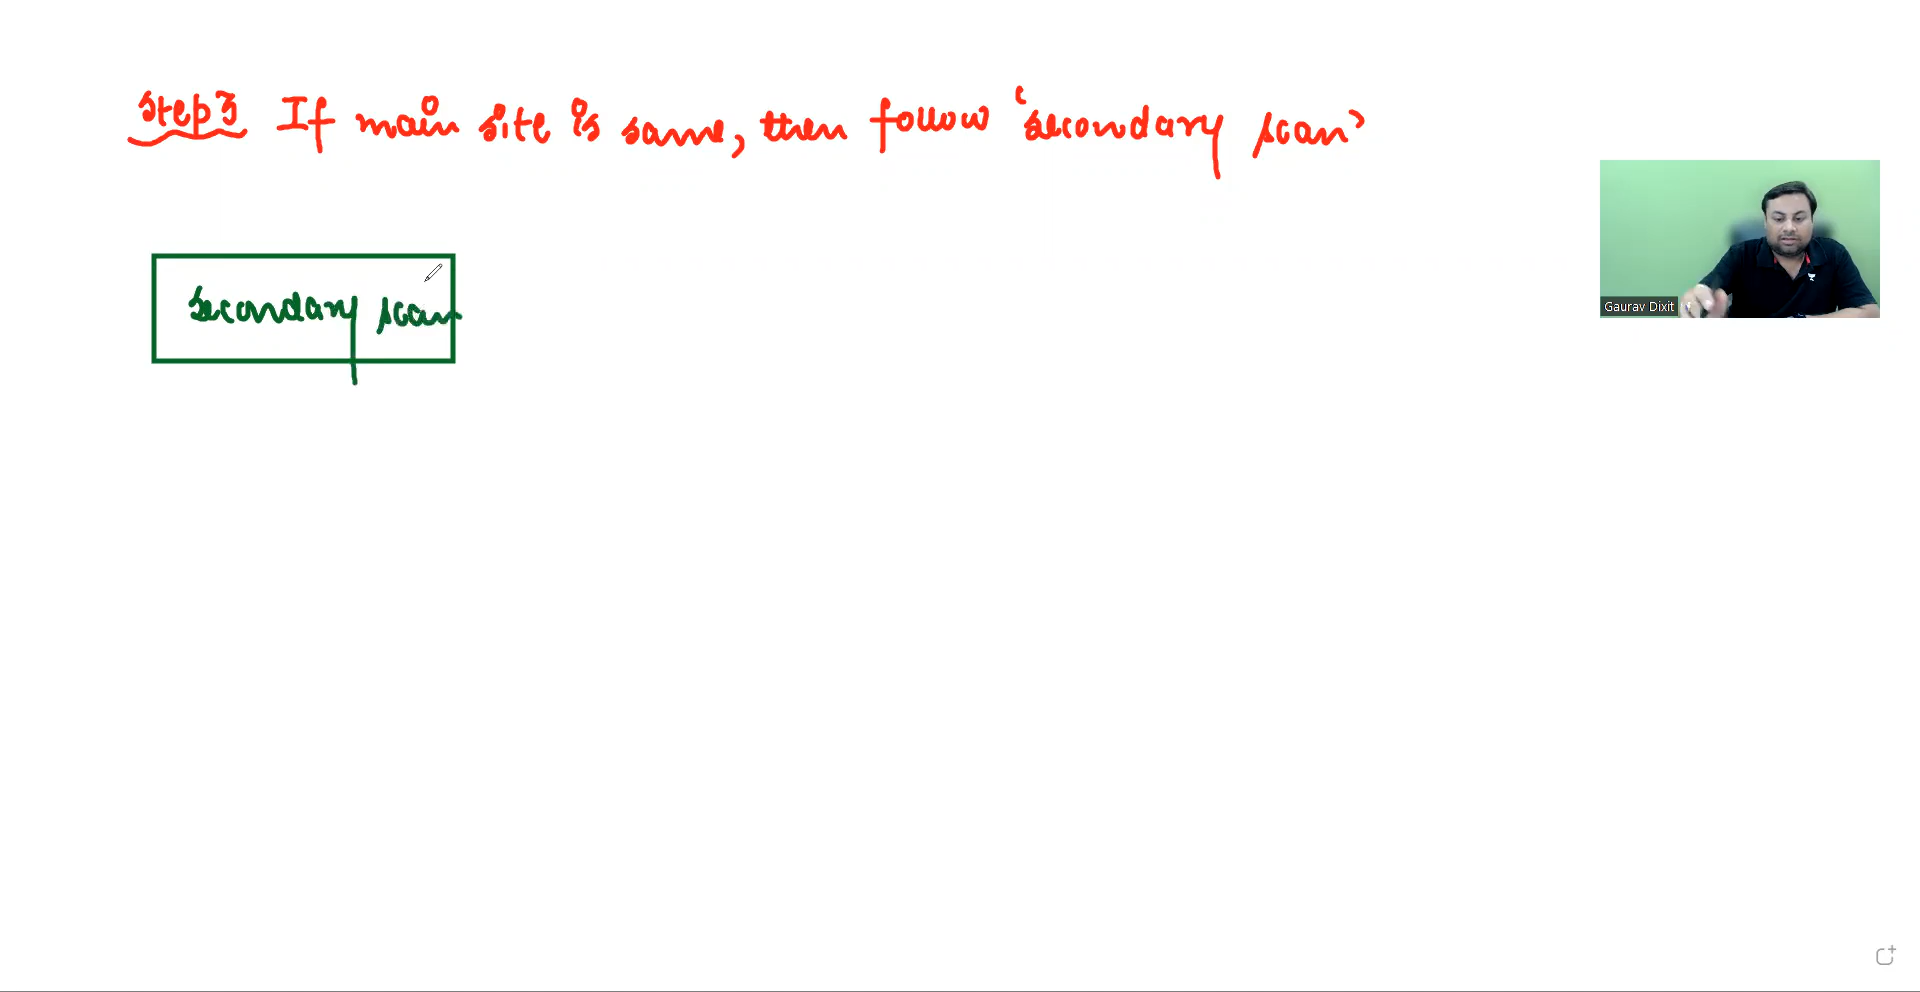 Step 3 If main site is same, then follow 'secondary scan'
Secondary scan
Gaurav Dixit